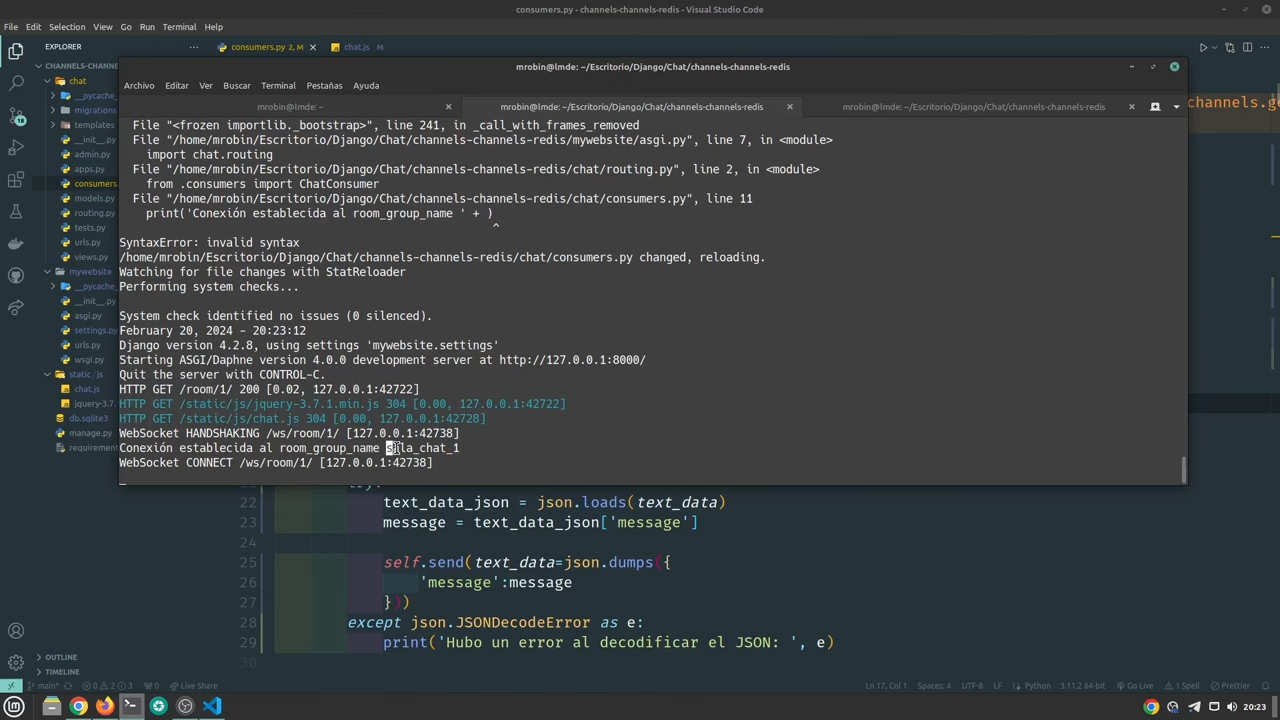 consumers.py - channels-channels-redis - Visual Studio Code
File Edit Selection View Go Run Terminal Help
EXPLORER
consumers.py 2, M
chat.js M
CHANNELS-CHANN
chat
__pycache_
migrations
templates
__init__.py
admin.py
apps.py
consumers.
models.py
routing.py
tests.py
urls.py
views.py
mywebsite
__pycache_
__init__.py
asgi.py
settings.py
urls.py
wsgi.py
static / js
chat.js
jquery-3.7.
db.sqlite3
manage.py
requirement
OUTLINE
TIMELINE
channels.ge
mrobin@lmde: ~/Escritorio/Django/Chat/channels-channels-redis
Archivo Editar Ver Buscar Terminal Pestañas Ayuda
mrobin@lmde: ~
mrobin@lmde: ~/Escritorio/Django/Chat/channels-channels-redis
mrobin@lmde: ~/Escritorio/Django/Chat/channels-channels-redis
File "<frozen importlib._bootstrap>", line 241, in _call_with_frames_removed
File "/home/mrobin/Escritorio/Django/Chat/channels-channels-redis/mywebsite/asgi.py", line 7, in <module>
import chat.routing
File "/home/mrobin/Escritorio/Django/Chat/channels-channels-redis/chat/routing.py", line 2, in <module>
from .consumers import ChatConsumer
File "/home/mrobin/Escritorio/Django/Chat/channels-channels-redis/chat/consumers.py", line 11
print('Conexión establecida al room_group_name ' + )
^
SyntaxError: invalid syntax
/home/mrobin/Escritorio/Django/Chat/channels-channels-redis/chat/consumers.py changed, reloading.
Watching for file changes with StatReloader
Performing system checks...
System check identified no issues (0 silenced).
February 20, 2024 - 20:23:12
Django version 4.2.8, using settings 'mywebsite.settings'
Starting ASGI/Daphne version 4.0.0 development server at http://127.0.0.1:8000/
Quit the server with CONTROL-C.
HTTP GET /room/1/ 200 [0.02, 127.0.0.1:42722]
HTTP GET /static/js/jquery-3.7.1.min.js 304 [0.00, 127.0.0.1:42722]
HTTP GET /static/js/chat.js 304 [0.00, 127.0.0.1:42728]
WebSocket HANDSHAKING /ws/room/1/ [127.0.0.1:42738]
Conexión establecida al room_group_name sala_chat_1
WebSocket CONNECT /ws/room/1/ [127.0.0.1:42738]
22 text_data_json = json.loads(text_data)
23 message = text_data_json['message']
24
25 self.send(text_data=json.dumps({
26 'message':message
27 }))
28 except json.JSONDecodeError as e:
29 print('Hubo un error al decodificar el JSON: ', e)
30
main* 0 2 3 0 Live Share
Ln 17, Col 1 Spaces: 4 UTF-8 LF Python 3.11.2 64-bit Go Live 1 Spell Prettier
20:23